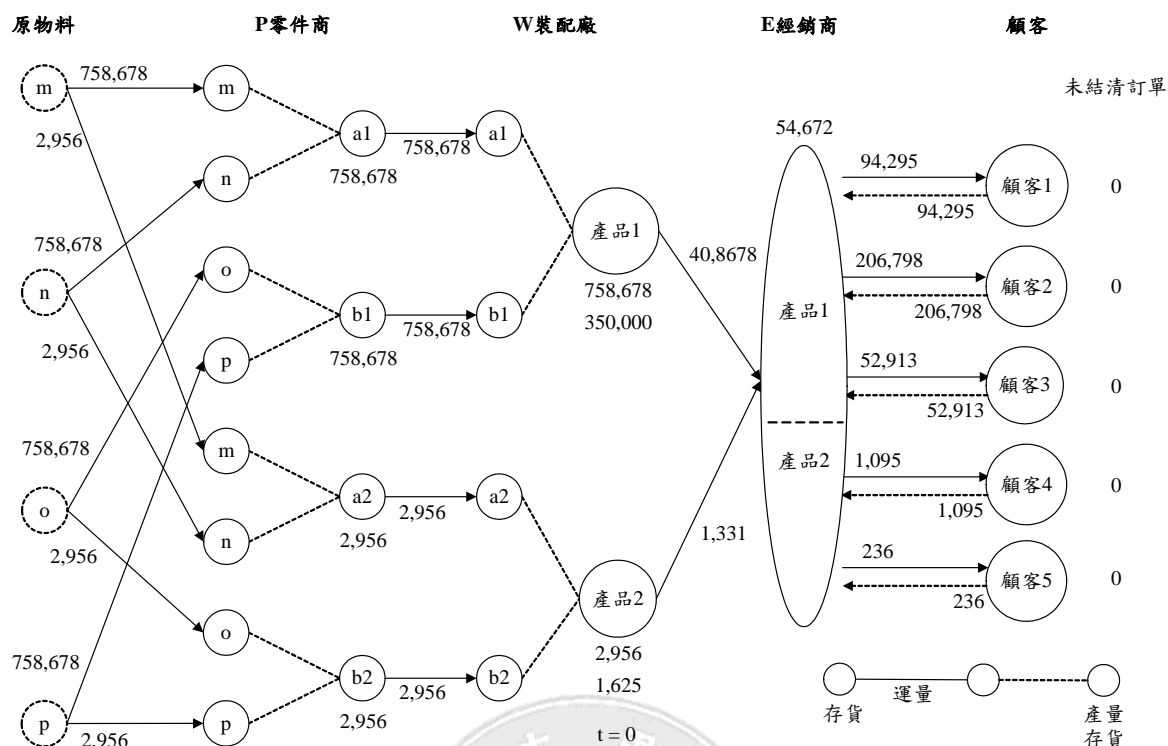 原物料
P零件商
W裝配廠
E經銷商
顧客
未結清訂單
m
758,678
m
2,956
n
a1
758,678
758,678
a1
n
758,678
2,956
o
b1
758,678
758,678
b1
p
產品1
758,678
350,000
40,8678
o
758,678
2,956
m
a2
2,956
2,956
a2
n
p
758,678
2,956
o
b2
2,956
2,956
b2
p
產品2
2,956
1,625
1,331
t = 0
54,672
產品1
產品2
94,295
94,295
顧客1
0
206,798
206,798
顧客2
0
52,913
52,913
顧客3
0
1,095
1,095
顧客4
0
236
236
顧客5
0
存貨
運量
產量
存貨